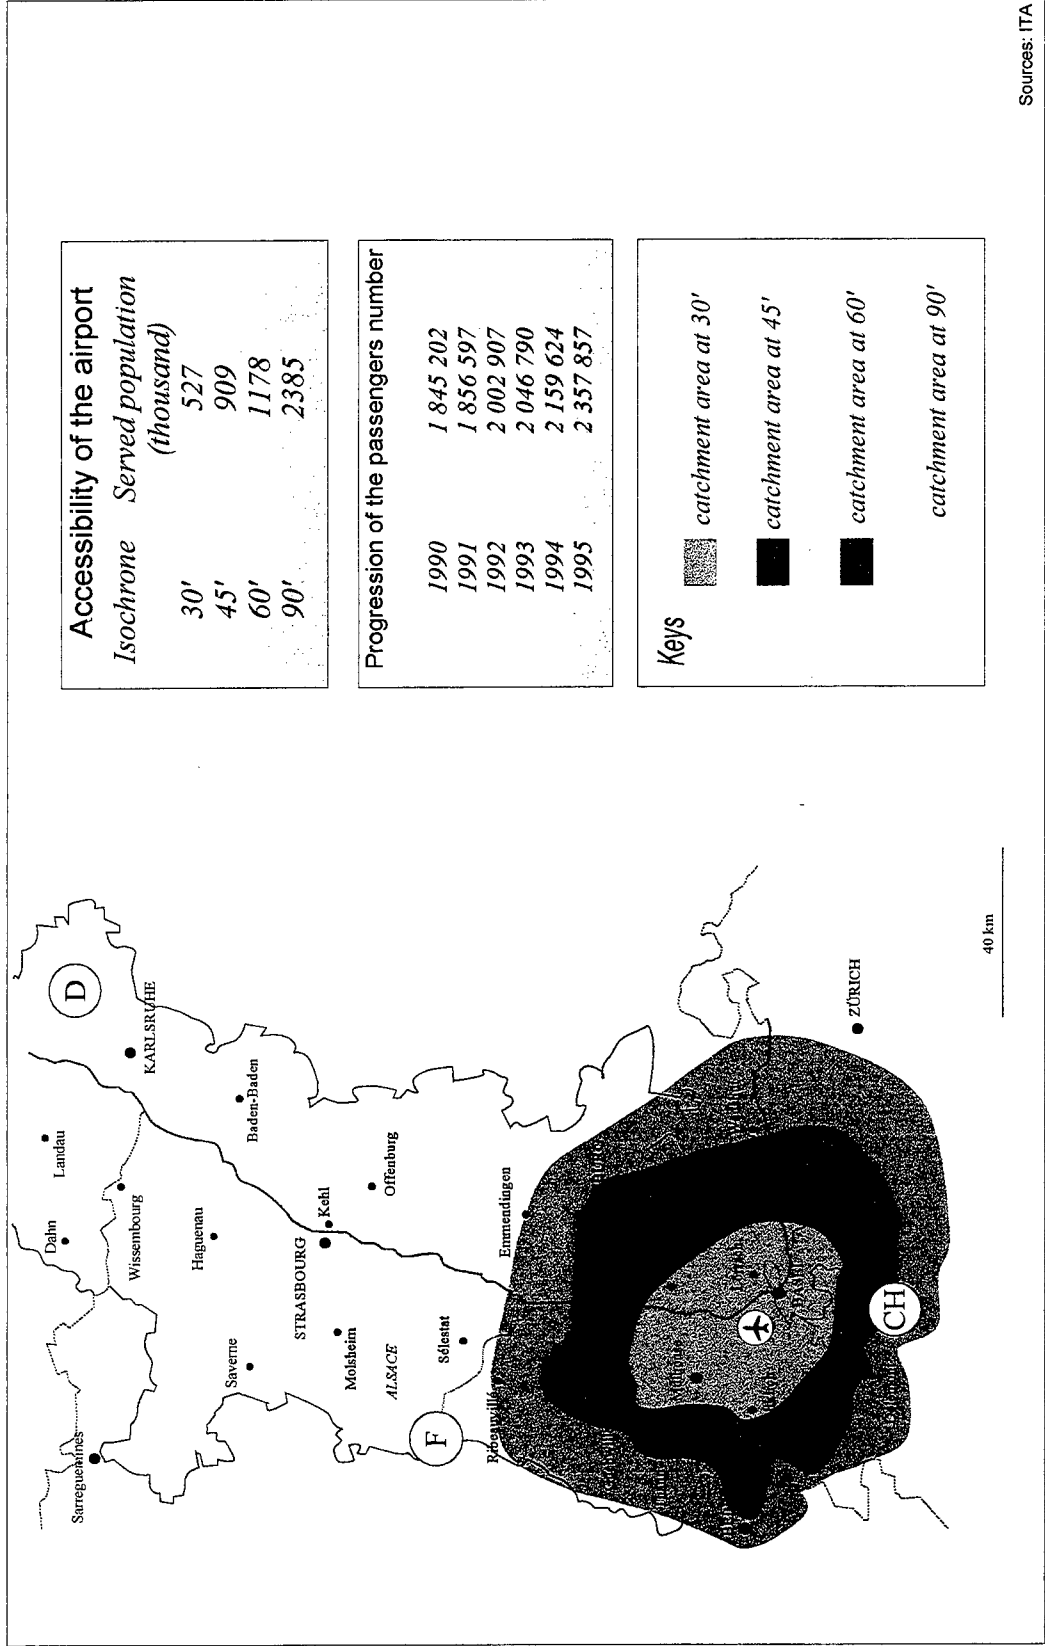 Accessibility of the airport
Isochrone Served population
(thousand)
30' 527
45' 909
60' 1178
90' 2385
Progression of the passengers number
1990 1 845 202
1991 1 856 597
1992 2 002 907
1993 2 046 790
1994 2 159 624
1995 2 357 857
Keys
catchment area at 30'
catchment area at 45'
catchment area at 60'
catchment area at 90'
Sarreguemines
Dahn
Landau
D
KARLSRUHE
Wissembourg
Haguenau
Baden-Baden
Saverne
STRASBOURG
Kehl
Molsheim
Offenburg
ALSACE
Sélestat
F
Emmendingen
Ribeauvillé
CH
ZÜRICH
40 km
Sources: ITA